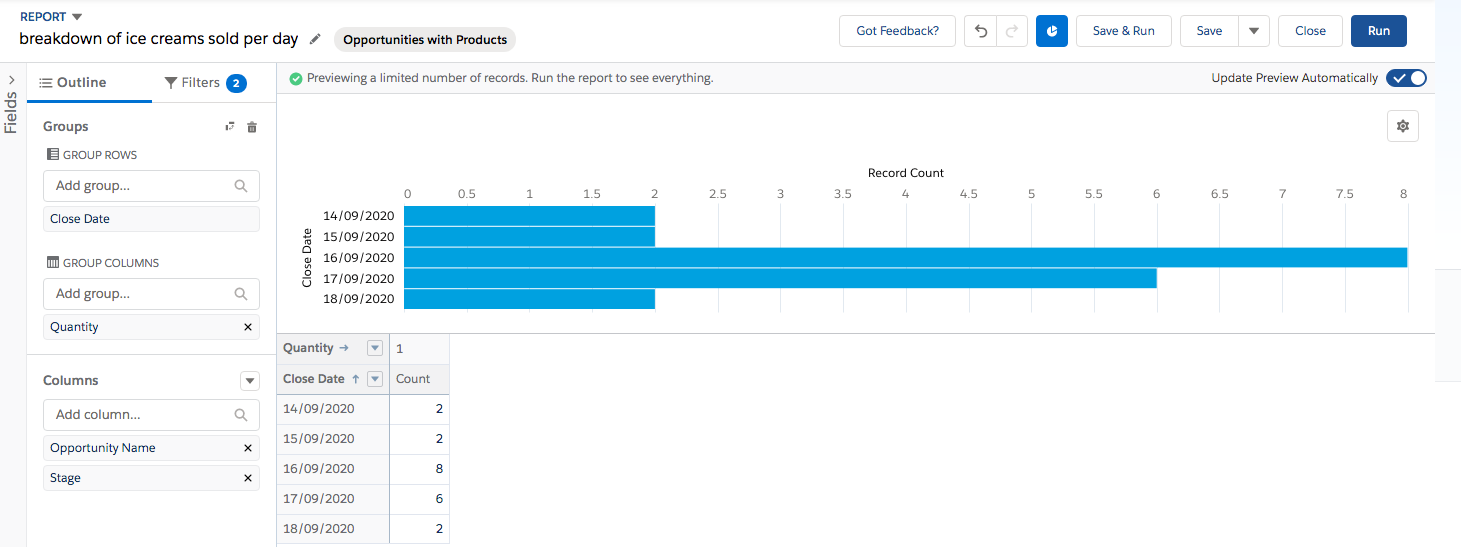 REPORT
breakdown of ice creams sold per day
Opportunities with Products
Got Feedback?
Save & Run
Save
Close
Run
Fields
Outline
Filters 2
Previewing a limited number of records. Run the report to see everything.
Update Preview Automatically
Groups
GROUP ROWS
Add group...
Close Date
GROUP COLUMNS
Add group...
Quantity
Columns
Add column...
Opportunity Name
Stage
Record Count
0 0.5 1 1.5 2 2.5 3 3.5 4 4.5 5 5.5 6 6.5 7 7.5 8
Close Date
14/09/2020
15/09/2020
16/09/2020
17/09/2020
18/09/2020
Quantity → 1
Close Date ↑ Count
14/09/2020 2
15/09/2020 2
16/09/2020 8
17/09/2020 6
18/09/2020 2